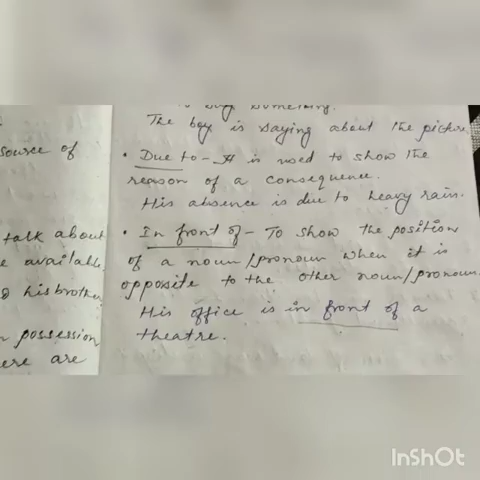 source of
talk about
e available
his brother
n possession
ere are
something.
The boy is saying about the picture.
• Due to - It is used to show the
reason of a consequence.
His absence is due to heavy rain.
• In front of - To show the position
of a noun/pronoun when it is
opposite to the other noun/pronoun.
His office is in front of a
theatre.
InShOt